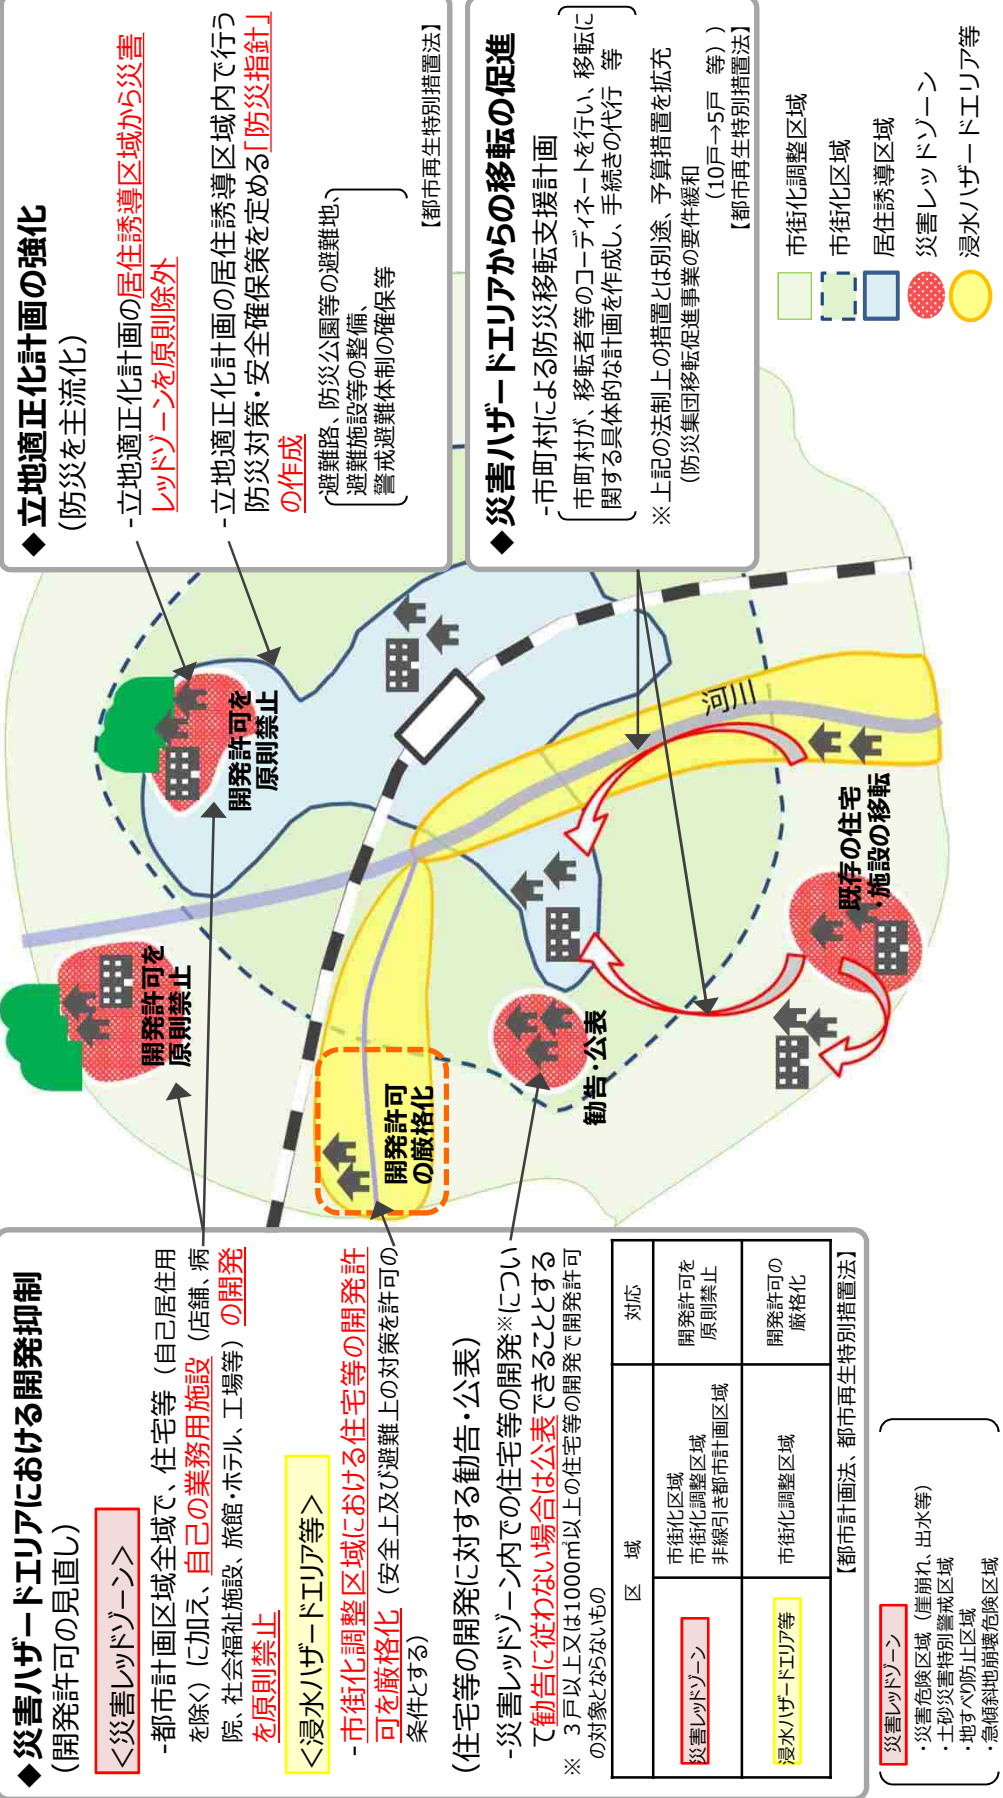 ◆災害ハザードエリアにおける開発抑制
(開発許可の見直し)
＜災害レッドゾーン＞
-都市計画区域全域で、住宅等（自己居住用
を除く）に加え、自己の業務用施設（店舗、病
院、社会福祉施設、旅館・ホテル、工場等）の開発
を原則禁止
＜浸水ハザードエリア等＞
-市街化調整区域における住宅等の開発許
可を厳格化（安全上及び避難上の対策を許可の
条件とする）
(住宅等の開発に対する勧告・公表)
-災害レッドゾーン内での住宅等の開発※につい
て勧告に従わない場合は公表できることとする
※ ３戸以上又は1000㎡以上の住宅等の開発で開発許可
の対象とならないもの
区 域 対応
災害レッドゾーン
市街化区域
市街化調整区域
非線引き都市計画区域
開発許可を
原則禁止
浸水ハザードエリア等
市街化調整区域
開発許可の
厳格化
【都市計画法、都市再生特別措置法】
災害レッドゾーン
・災害危険区域（崖崩れ、出水等）
・土砂災害特別警戒区域
・地すべり防止区域
・急傾斜地崩壊危険区域
開発許可を
原則禁止
開発許可を
原則禁止
開発許可
の厳格化
勧告・公表
河川
既存の住宅
・施設の移転
◆立地適正化計画の強化
(防災を主流化)
-立地適正化計画の居住誘導区域から災害
レッドゾーンを原則除外
-立地適正化計画の居住誘導区域内で行う
防災対策・安全確保策を定める「防災指針」
の作成
避難路、防災公園等の避難地、
避難施設等の整備、
警戒避難体制の確保等
【都市再生特別措置法】
◆災害ハザードエリアからの移転の促進
-市町村による防災移転支援計画
市町村が、移転者等のコーディネートを行い、移転に
関する具体的な計画を作成し、手続きの代行 等
※上記の法制上の措置とは別途、予算措置を拡充
（防災集団移転促進事業の要件緩和
（10戸→5戸 等））
【都市再生特別措置法】
市街化調整区域
市街化区域
居住誘導区域
災害レッドゾーン
浸水ハザードエリア等